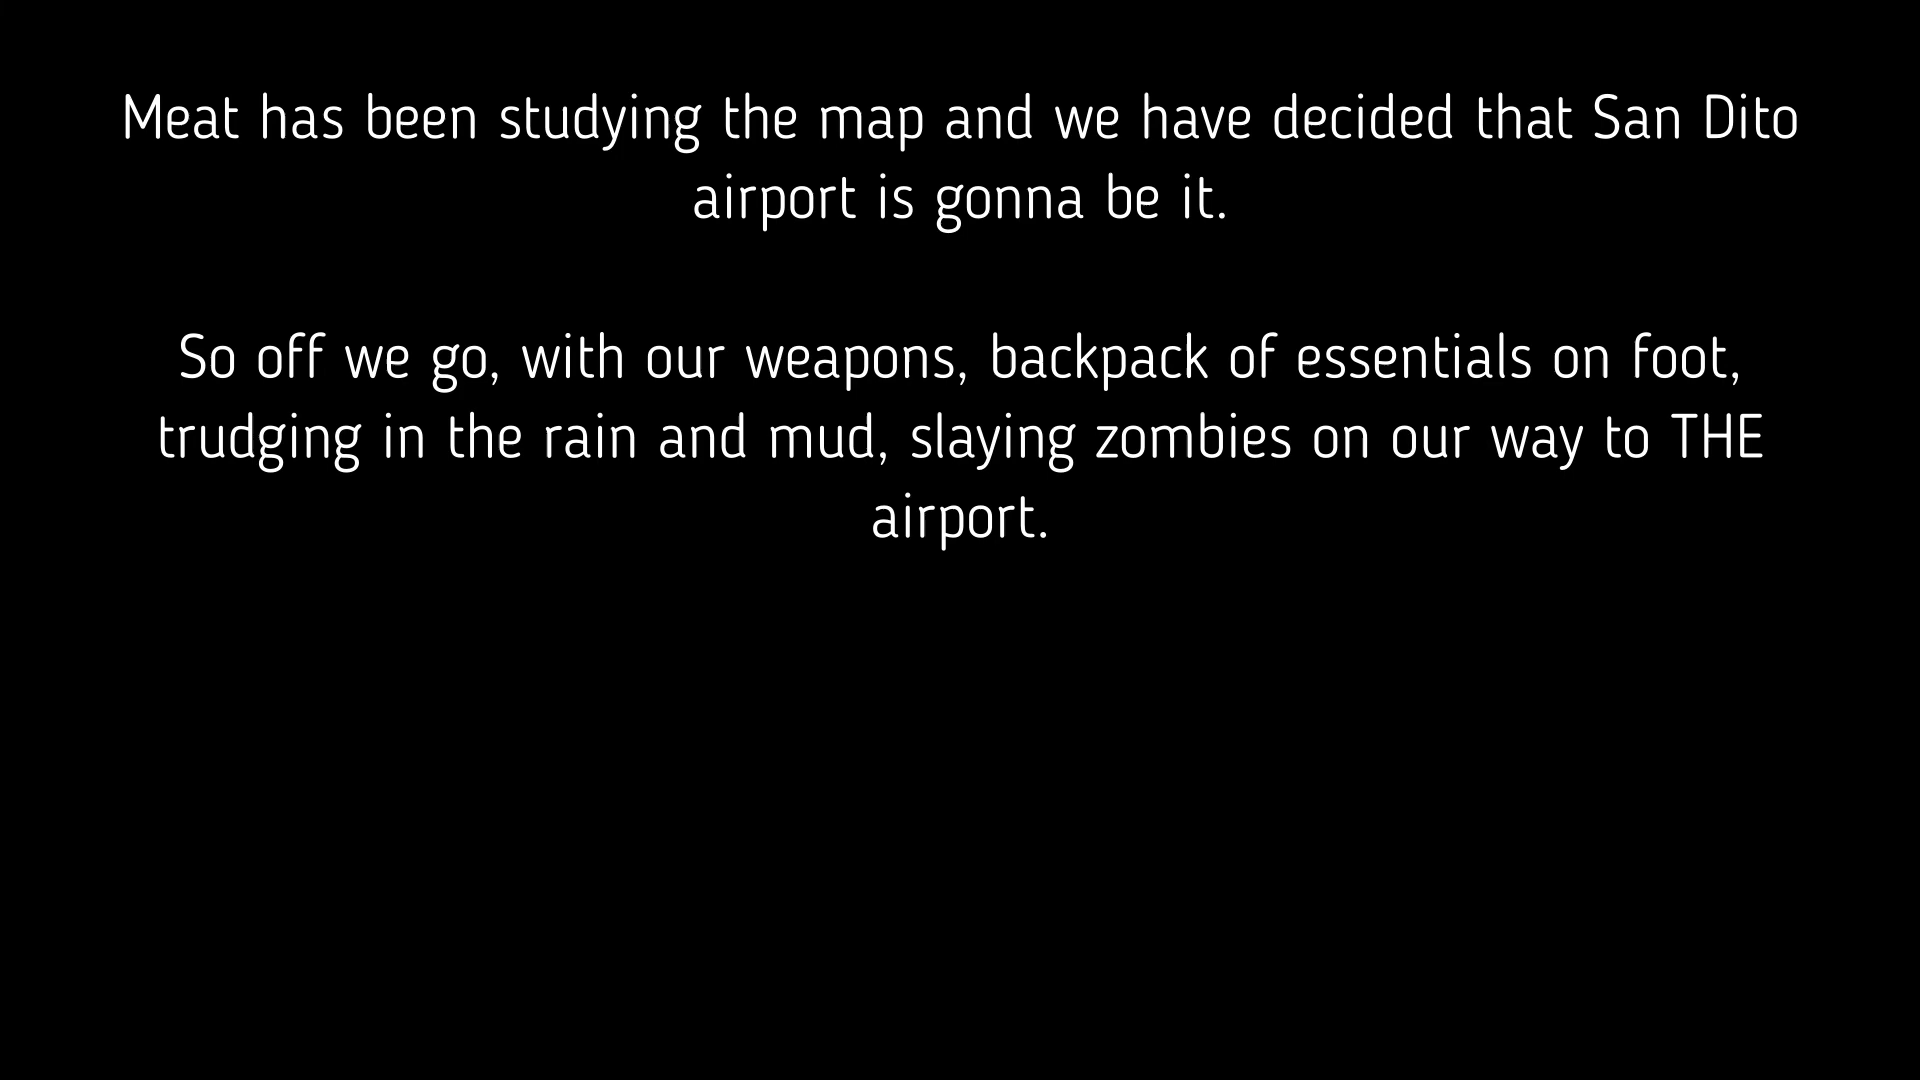 Meat has been studying the map and we have decided that San Dito
airport is gonna be it.
So off we go, with our weapons, backpack of essentials on foot,
trudging in the rain and mud, slaying zombies on our way to THE
airport.